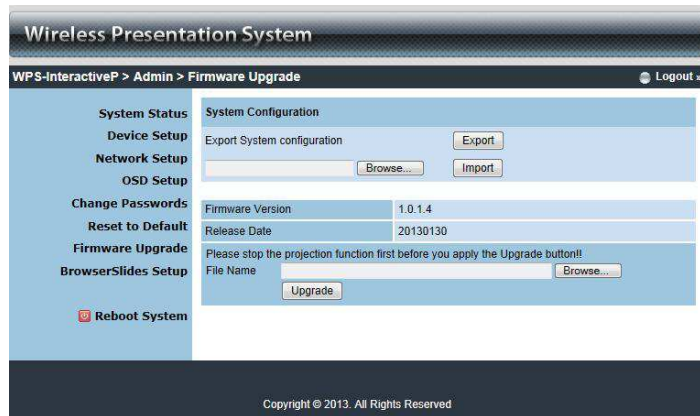 Wireless Presentation System
WPS-InteractiveP > Admin > Firmware Upgrade
Logout »
System Status
Device Setup
Network Setup
OSD Setup
Change Passwords
Reset to Default
Firmware Upgrade
BrowserSlides Setup
Reboot System
System Configuration
Export System configuration Export
Browse... Import
Firmware Version 1.0.1.4
Release Date 20130130
Please stop the projection function first before you apply the Upgrade button!!
File Name Browse...
Upgrade
Copyright © 2013. All Rights Reserved